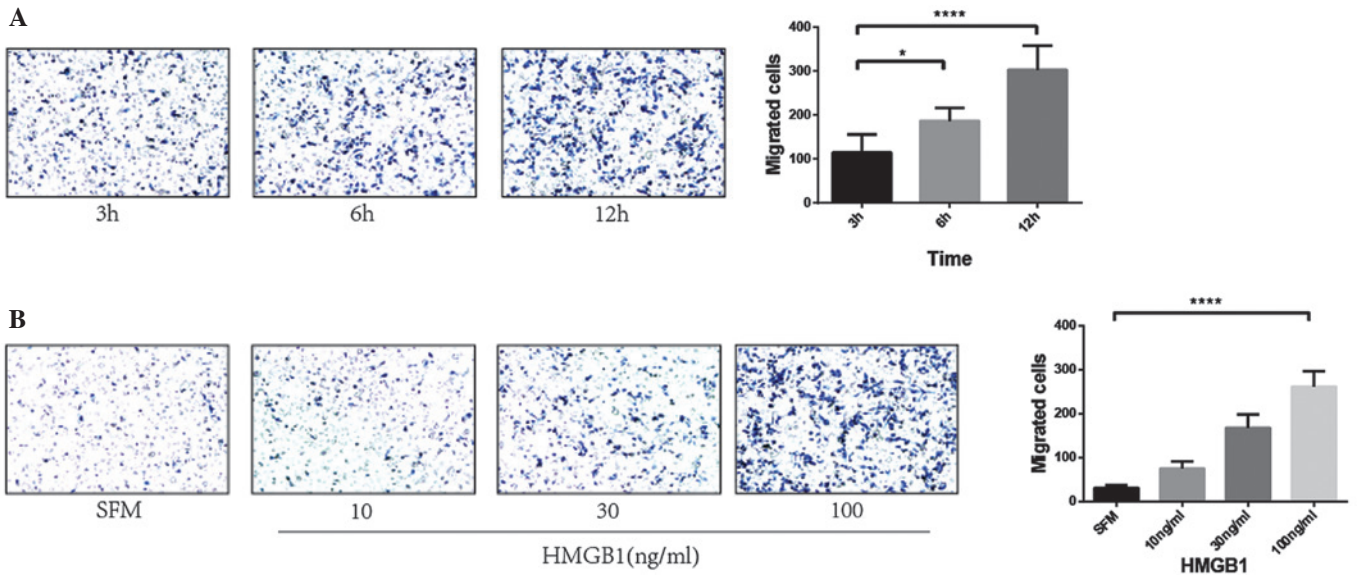 A
3h
6h
12h
****
*
400
300
200
100
0
Migrated cells
3h
6h
12h
Time
B
SFM
10
30
100
HMGB1(ng/ml)
****
400
300
200
100
0
Migrated cells
SFM
10ng/ml
30ng/ml
100ng/ml
HMGB1